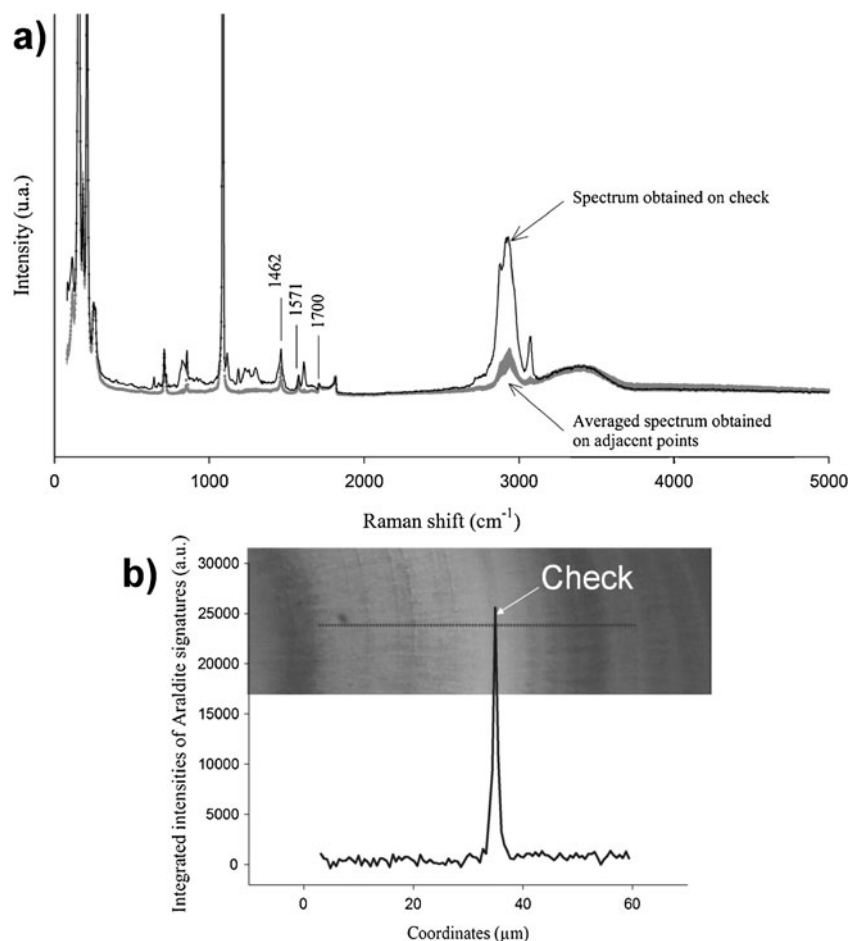 a)
Intensity (u.a.)
1462
1571
1700
Spectrum obtained on check
Averaged spectrum obtained
on adjacent points
0
1000
2000
3000
4000
5000
Raman shift (cm⁻¹)
b)
Integrated intensities of Araldite signatures (a.u.)
30000
25000
20000
15000
10000
5000
0
Check
0
20
40
60
Coordinates (µm)